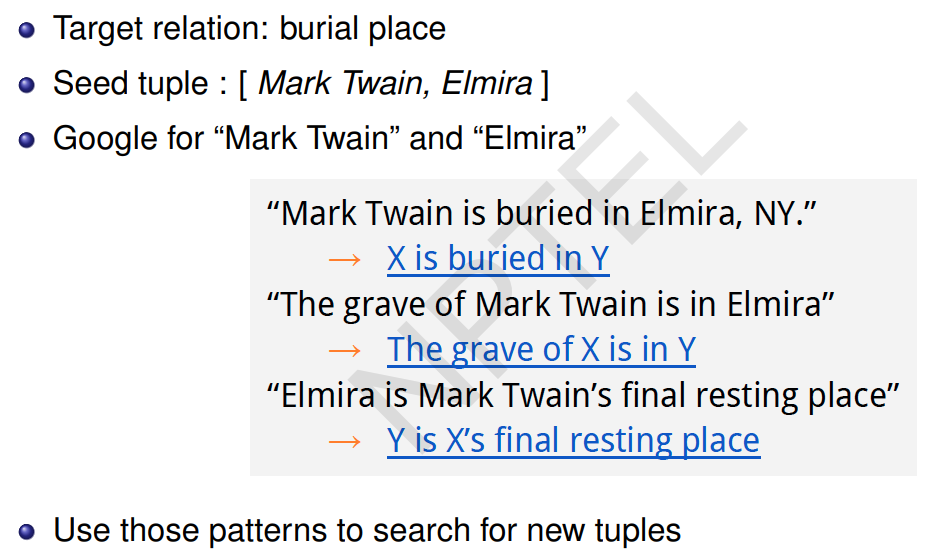 Target relation: burial place
Seed tuple : [ Mark Twain, Elmira ]
Google for “Mark Twain” and “Elmira”
“Mark Twain is buried in Elmira, NY.”
→ X is buried in Y
“The grave of Mark Twain is in Elmira”
→ The grave of X is in Y
“Elmira is Mark Twain’s final resting place”
→ Y is X’s final resting place
Use those patterns to search for new tuples
NPTEL